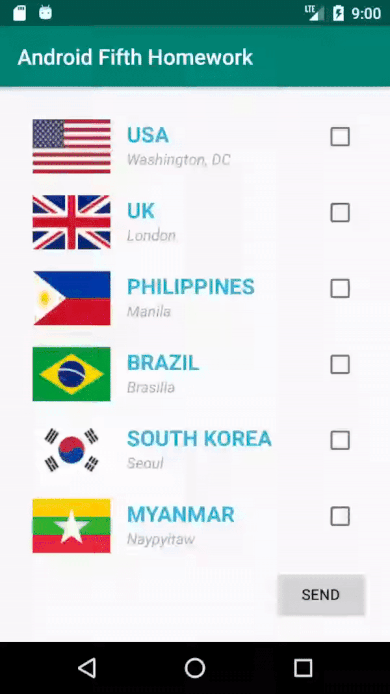 LTE 9:00
Android Fifth Homework
USA
Washington, DC
UK
London
PHILIPPINES
Manila
BRAZIL
Brasilia
SOUTH KOREA
Seoul
MYANMAR
Naypyitaw
SEND